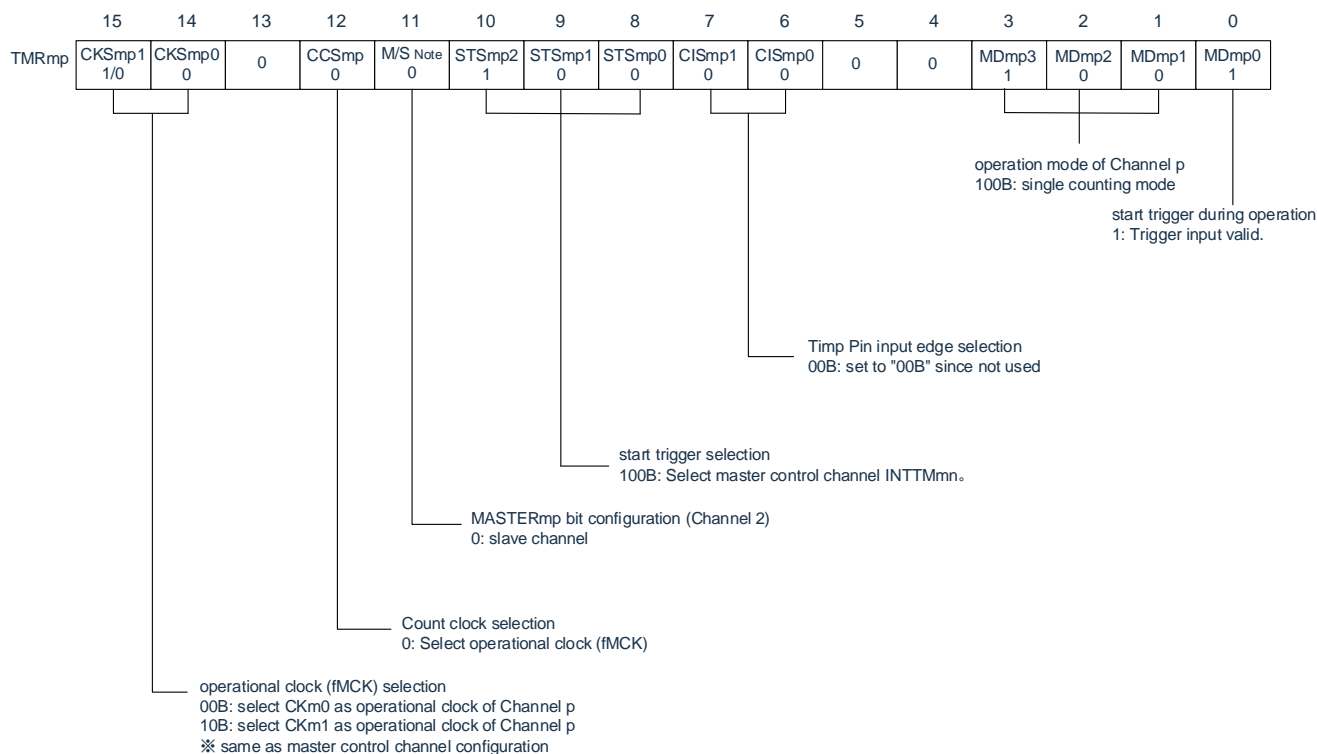 15 14 13 12 11 10 9 8 7 6 5 4 3 2 1 0
TMRmp CKSmp1 CKSmp0 0 CCSmp M/S Note STSmp2 STSmp1 STSmp0 CISmp1 CISmp0 0 0 MDmp3 MDmp2 MDmp1 MDmp0
1/0 0 0 0 1 0 0 0 0 1 0 0 1
operation mode of Channel p
100B: single counting mode
start trigger during operation
1: Trigger input valid.
Timp Pin input edge selection
00B: set to "00B" since not used
start trigger selection
100B: Select master control channel INTTMmn。
MASTERmp bit configuration (Channel 2)
0: slave channel
Count clock selection
0: Select operational clock (fMCK)
operational clock (fMCK) selection
00B: select CKm0 as operational clock of Channel p
10B: select CKm1 as operational clock of Channel p
※ same as master control channel configuration